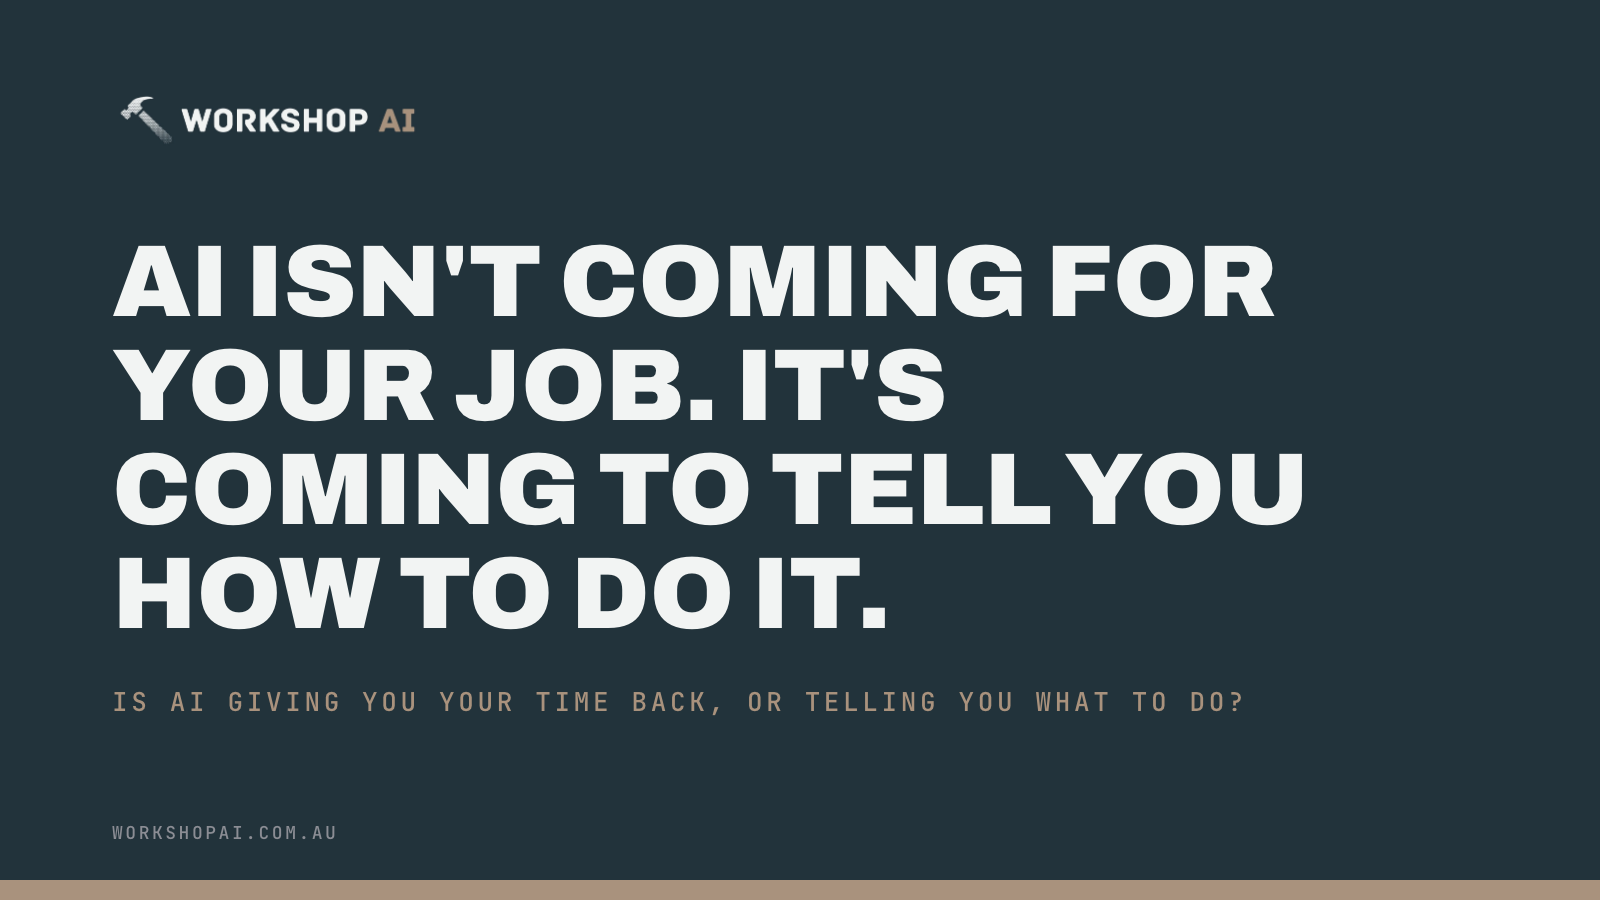 WORKSHOP AI
AI ISN'T COMING FOR
YOUR JOB. IT'S
COMING TO TELL YOU
HOW TO DO IT.
IS AI GIVING YOU YOUR TIME BACK, OR TELLING YOU WHAT TO DO?
WORKSHOPAI.COM.AU